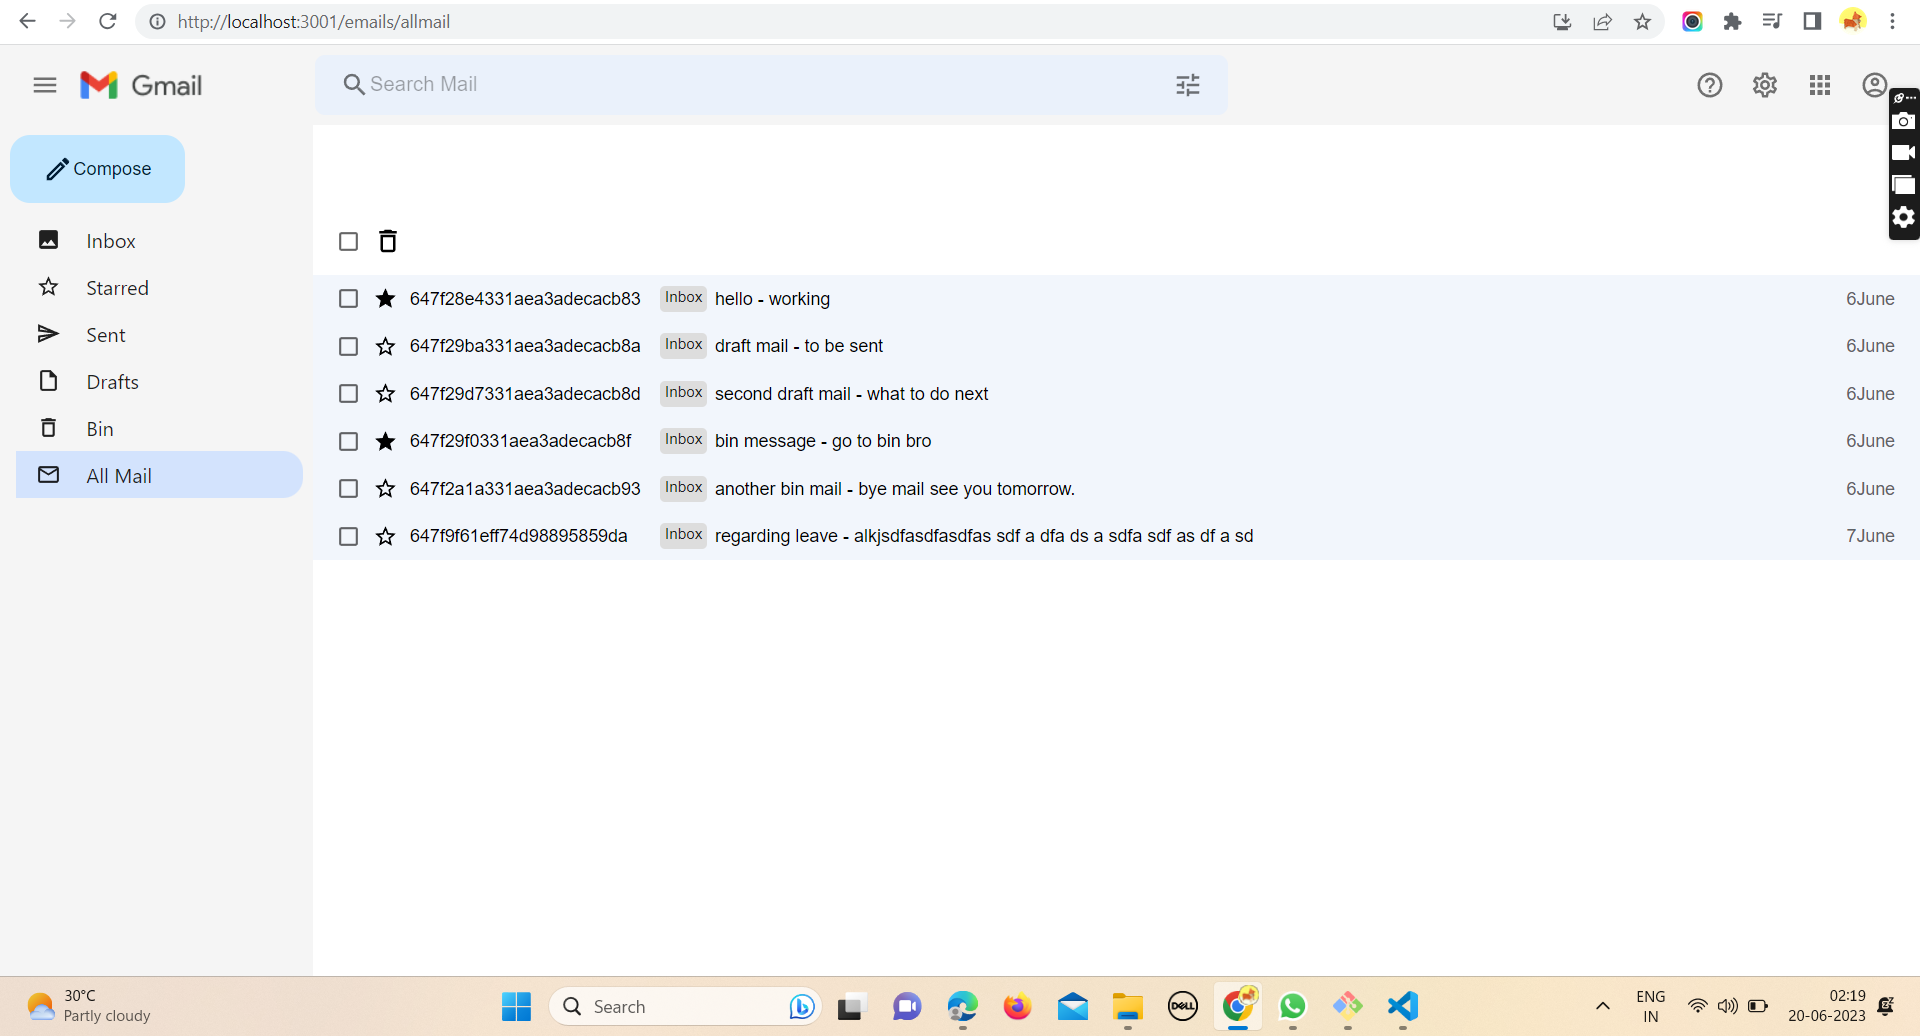 http://localhost:3001/emails/allmail
Gmail
Search Mail
Compose
Inbox
Starred
Sent
Drafts
Bin
All Mail
647f28e4331aea3adecacb83 Inbox hello - working 6June
647f29ba331aea3adecacb8a Inbox draft mail - to be sent 6June
647f29d7331aea3adecacb8d Inbox second draft mail - what to do next 6June
647f29f0331aea3adecacb8f Inbox bin message - go to bin bro 6June
647f2a1a331aea3adecacb93 Inbox another bin mail - bye mail see you tomorrow. 6June
647f9f61eff74d98895859da Inbox regarding leave - alkjsdfasdfasdfas sdf a dfa ds a sdfa sdf as df a sd 7June
30°C
Partly cloudy
Search
DELL
ENG
IN
02:19
20-06-2023